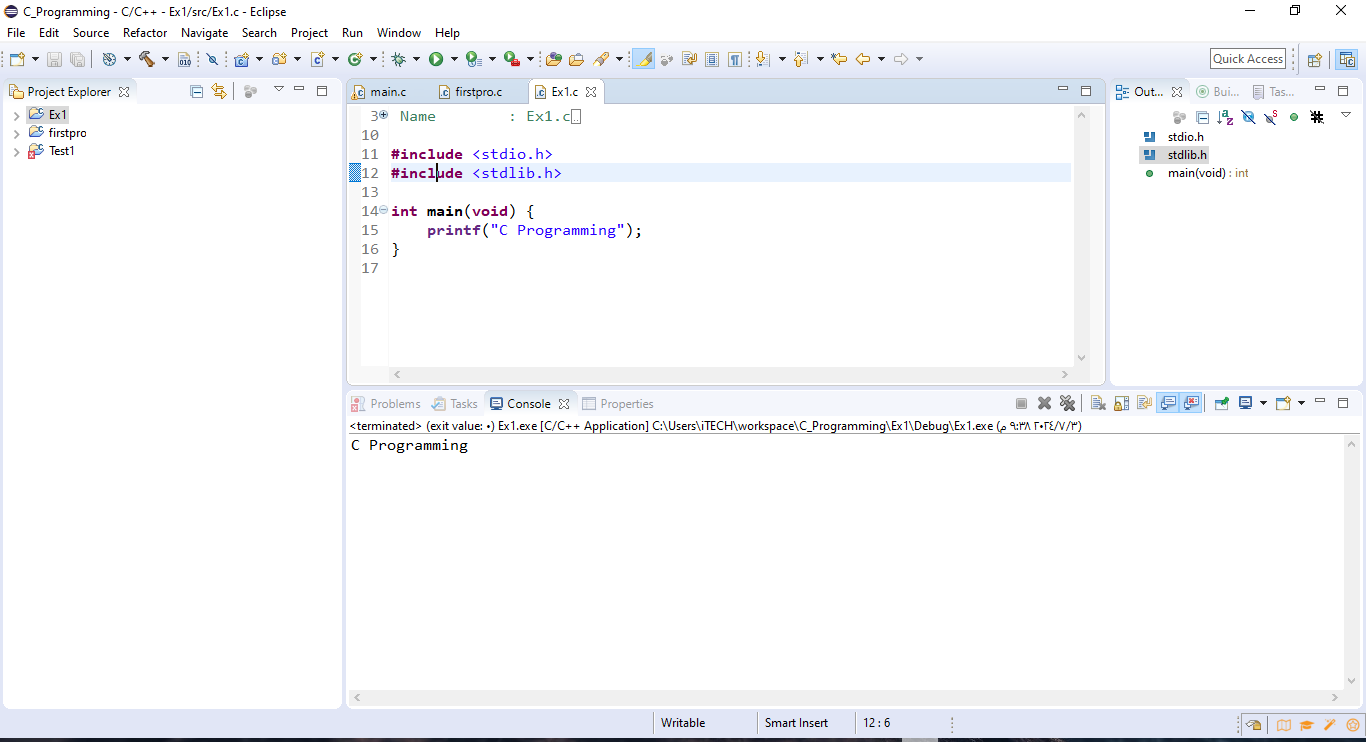 C_Programming - C/C++ - Ex1/src/Ex1.c - Eclipse
File Edit Source Refactor Navigate Search Project Run Window Help
Quick Access
Project Explorer
Ex1
firstpro
Test1
main.c firstpro.c Ex1.c
3 Name : Ex1.c
10
11 #include <stdio.h>
12 #include <stdlib.h>
13
14 int main(void) {
15 printf("C Programming");
16 }
17
Out... Bui... Tas...
stdio.h
stdlib.h
main(void) : int
Problems Tasks Console Properties
<terminated> (exit value: ٠) Ex1.exe [C/C++ Application] C:\Users\iTECH\workspace\C_Programming\Ex1\Debug\Ex1.exe (٢٠٢٤/٧/٣ ٩:٣٨ م)
C Programming
Writable Smart Insert 12 : 6